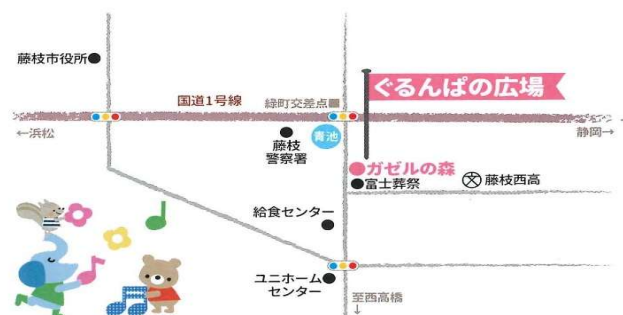 藤枝市役所
国道1号線
緑町交差点
ぐるんぱの広場
←浜松
静岡→
藤枝
警察署
青池
ガゼルの森
富士葬祭
文
藤枝西高
給食センター
ユニホーム
センター
至西高橋
↓